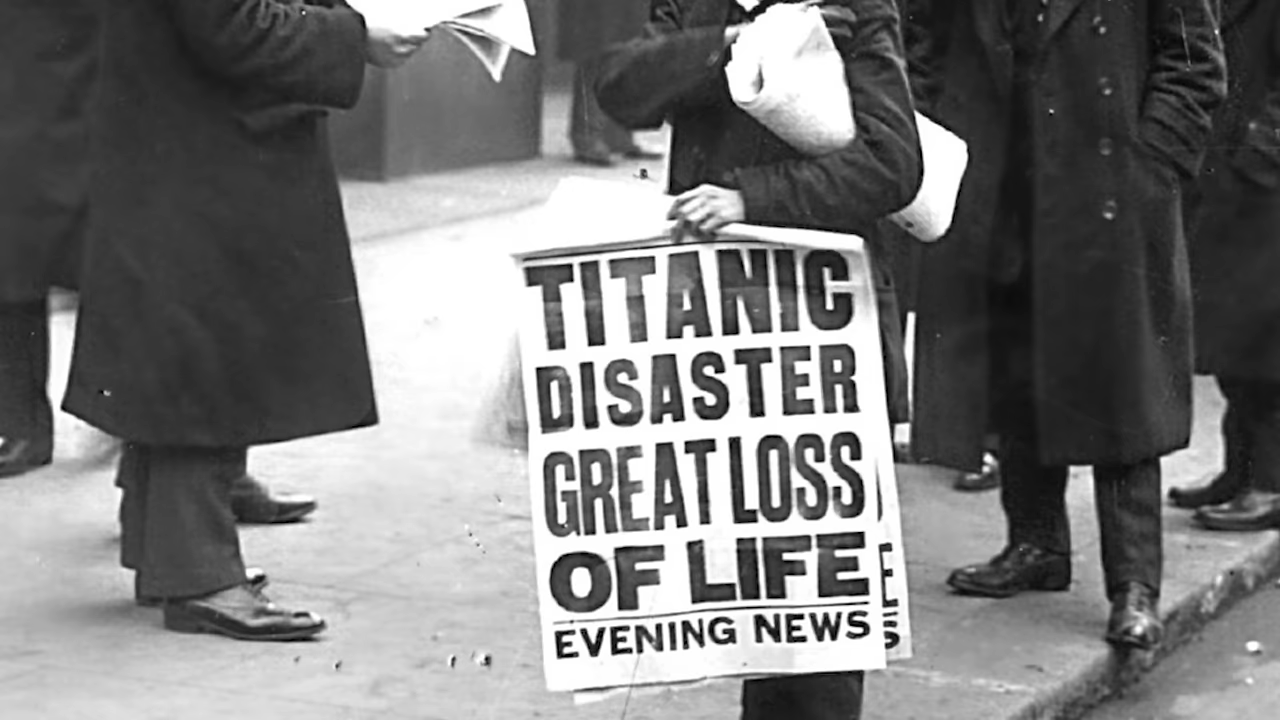 TITANIC
DISASTER
GREAT LOSS
OF LIFE
EVENING NEWS
E
S